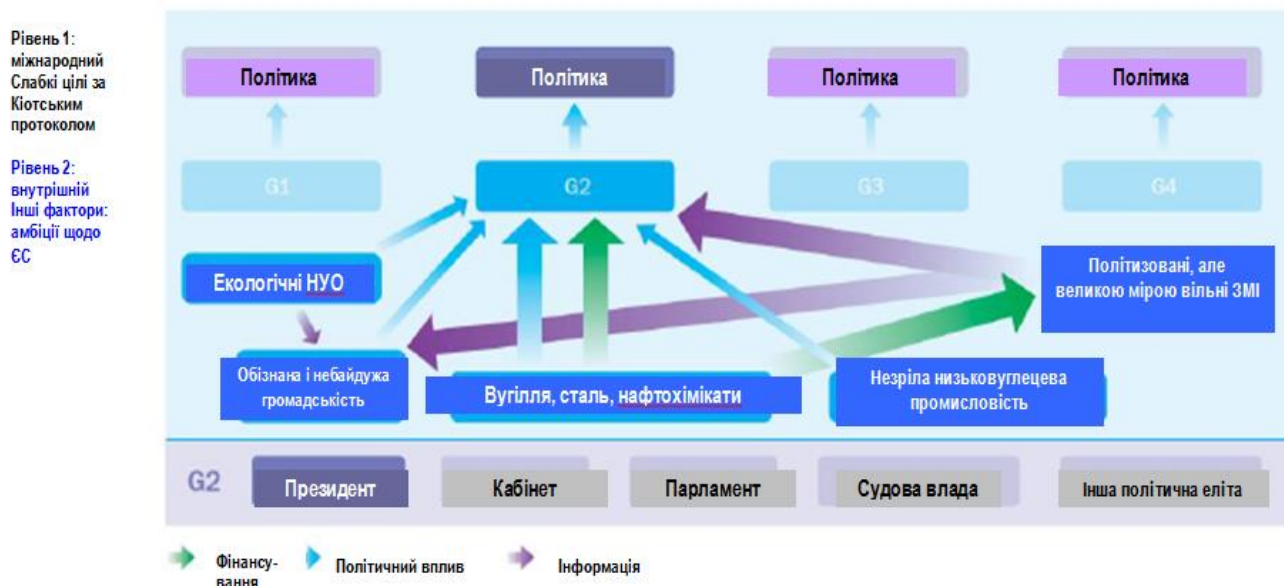 Рівень 1:
міжнародний
Слабкі цілі за
Кіотським
протоколом
Рівень 2:
внутрішній
Інші фактори:
амбіції щодо
ЄС
Політика
Політика
Політика
Політика
G1
G2
G3
G4
Екологічні НУО
Політизовані, але
великою мірою вільні ЗМІ
Обізнана і небайдужа
громадськість
Вугілля, сталь, нафтохімікати
Незріла низьковуглецева
промисловість
G2
Президент
Кабінет
Парламент
Судова влада
Інша політична еліта
Фінансу-
вання
Політичний вплив
Інформація